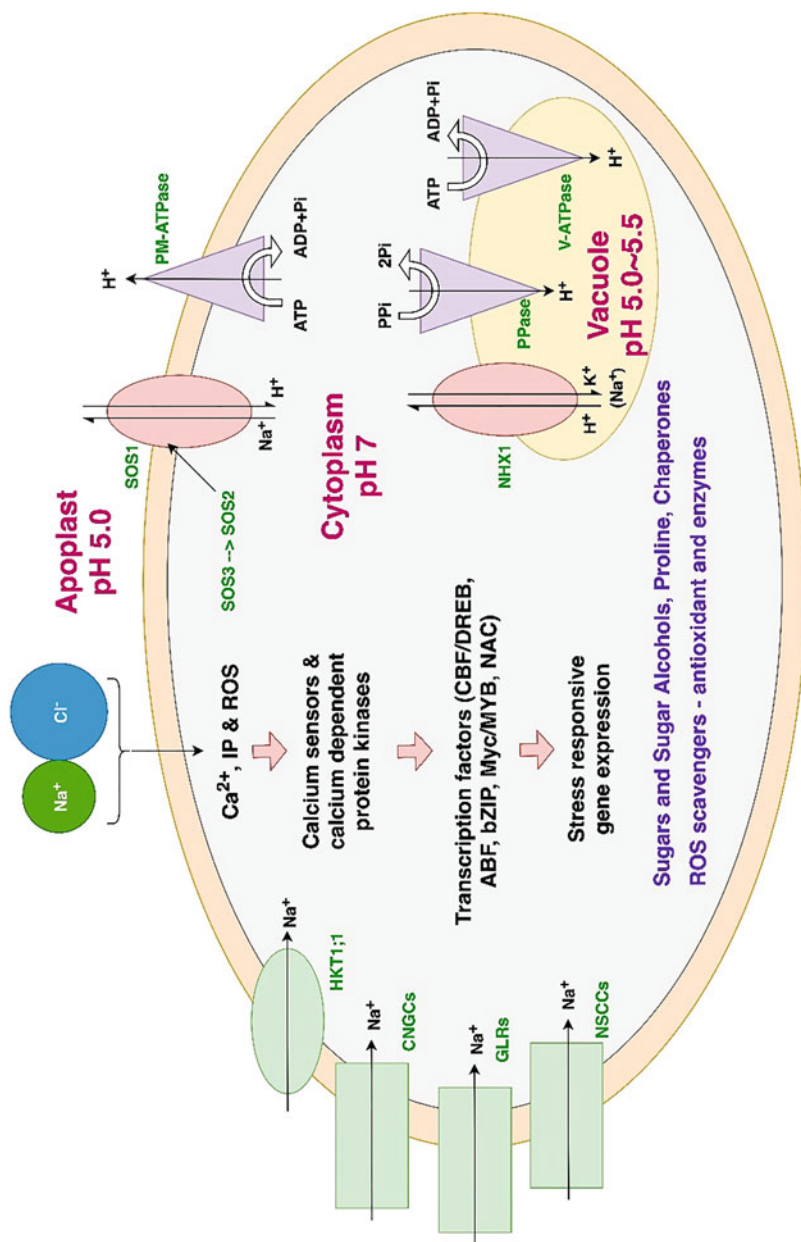 Na⁺
Cl⁻
Apoplast
pH 5.0
Ca²⁺, IP & ROS
Calcium sensors &
calcium dependent
protein kinases
Transcription factors (CBF/DREB,
ABF, bZIP, Myc/MYB, NAC)
Stress responsive
gene expression
Sugars and Sugar Alcohols, Proline, Chaperones
ROS scavengers - antioxidant and enzymes
Na⁺
HKT1;1
Na⁺
CNGCs
Na⁺
GLRs
Na⁺
NSCCs
SOS3 --> SOS2
SOS1
Na⁺
H⁺
H⁺
PM-ATPase
ATP
ADP+Pi
Cytoplasm
pH 7
NHX1
H⁺
K⁺
(Na⁺)
PPi
2Pi
PPase
H⁺
ATP
ADP+Pi
V-ATPase
H⁺
Vacuole
pH 5.0~5.5